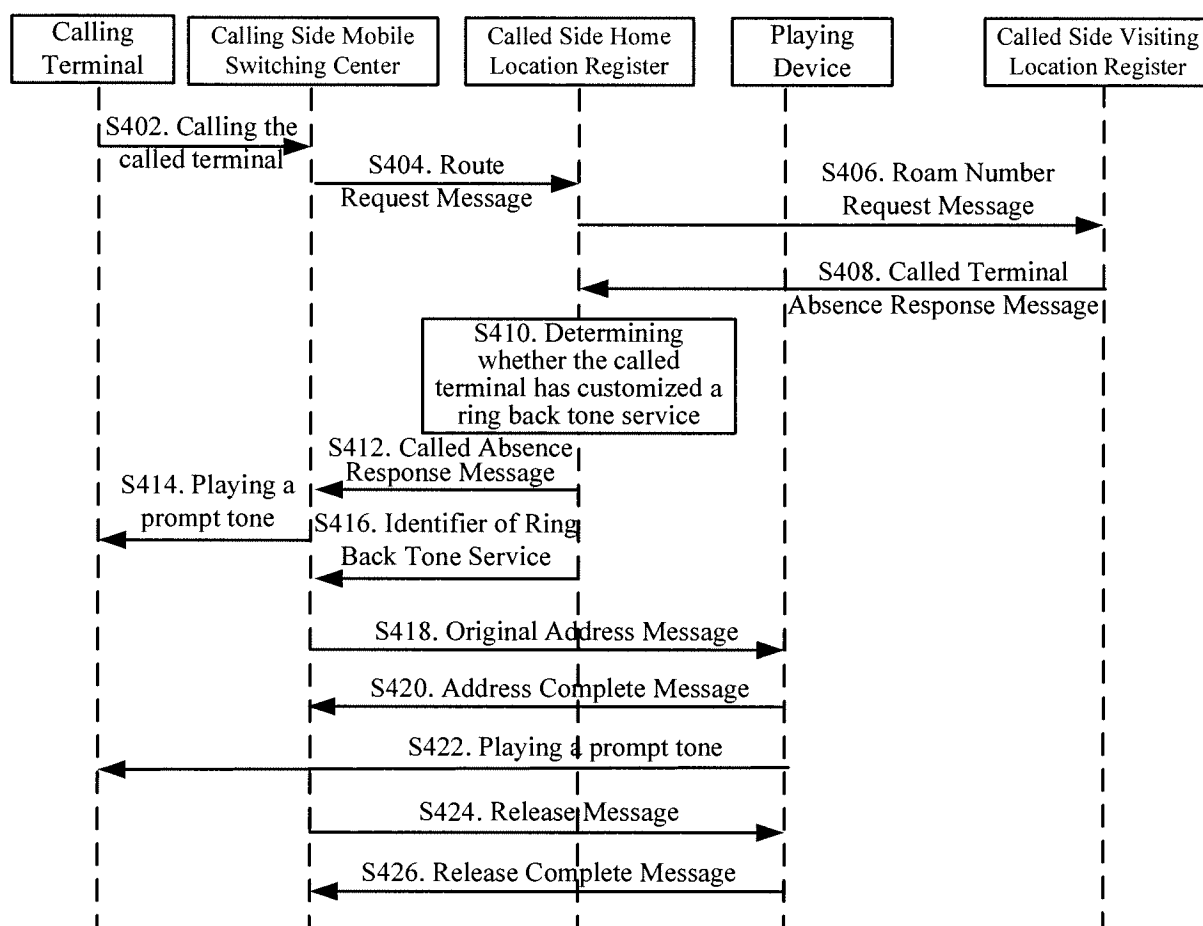 Calling
Terminal
Calling Side Mobile
Switching Center
Called Side Home
Location Register
Playing
Device
Called Side Visiting
Location Register
S402. Calling the
called terminal
S404. Route
Request Message
S406. Roam Number
Request Message
S408. Called Terminal
Absence Response Message
S410. Determining
whether the called
terminal has customized a
ring back tone service
S412. Called Absence
Response Message
S414. Playing a
prompt tone
S416. Identifier of Ring
Back Tone Service
S418. Original Address Message
S420. Address Complete Message
S422. Playing a prompt tone
S424. Release Message
S426. Release Complete Message